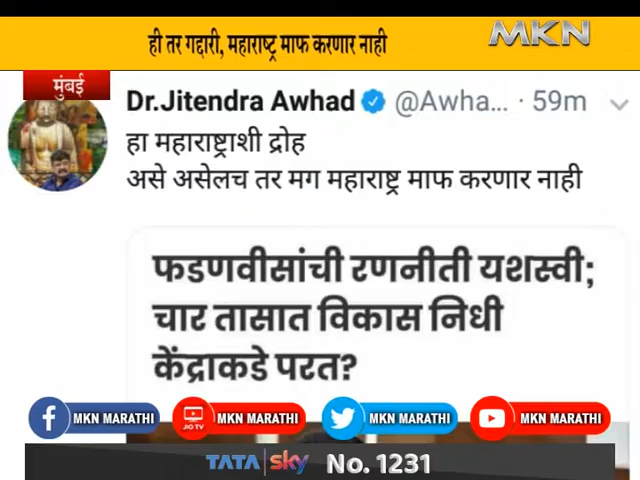 ही तर गद्दारी, महाराष्ट्र माफ करणार नाही
MKN
मुंबई
Dr.Jitendra Awhad @Awha... · 59m
हा महाराष्ट्राशी द्रोह
असे असेलच तर मग महाराष्ट्र माफ करणार नाही
फडणवीसांची रणनीती यशस्वी;
चार तासात विकास निधी
केंद्राकडे परत?
MKN MARATHI
JIO TV MKN MARATHI
MKN MARATHI
MKN MARATHI
TATA sky No. 1231